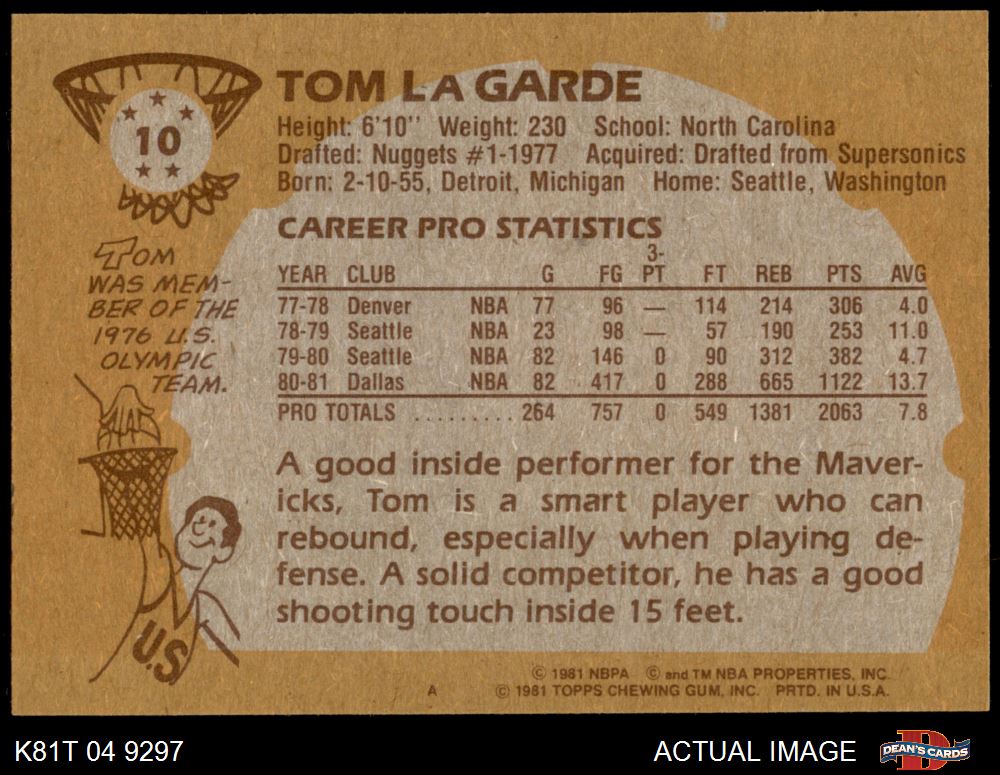 10
TOM LA GARDE
Height: 6'10'' Weight: 230 School: North Carolina
Drafted: Nuggets #1-1977 Acquired: Drafted from Supersonics
Born: 2-10-55, Detroit, Michigan Home: Seattle, Washington
CAREER PRO STATISTICS
YEAR CLUB G FG 3-PT FT REB PTS AVG
77-78 Denver NBA 77 96 — 114 214 306 4.0
78-79 Seattle NBA 23 98 — 57 190 253 11.0
79-80 Seattle NBA 82 146 0 90 312 382 4.7
80-81 Dallas NBA 82 417 0 288 665 1122 13.7
PRO TOTALS ......... 264 757 0 549 1381 2063 7.8
TOM
WAS MEM-
BER OF THE
1976 U.S.
OLYMPIC
TEAM.
U.S.
A good inside performer for the Maver-
icks, Tom is a smart player who can
rebound, especially when playing de-
fense. A solid competitor, he has a good
shooting touch inside 15 feet.
© 1981 NBPA © and TM NBA PROPERTIES, INC.
A © 1981 TOPPS CHEWING GUM, INC. PRTD. IN U.S.A.
K81T 04 9297
ACTUAL IMAGE
D
DEAN'S CARDS